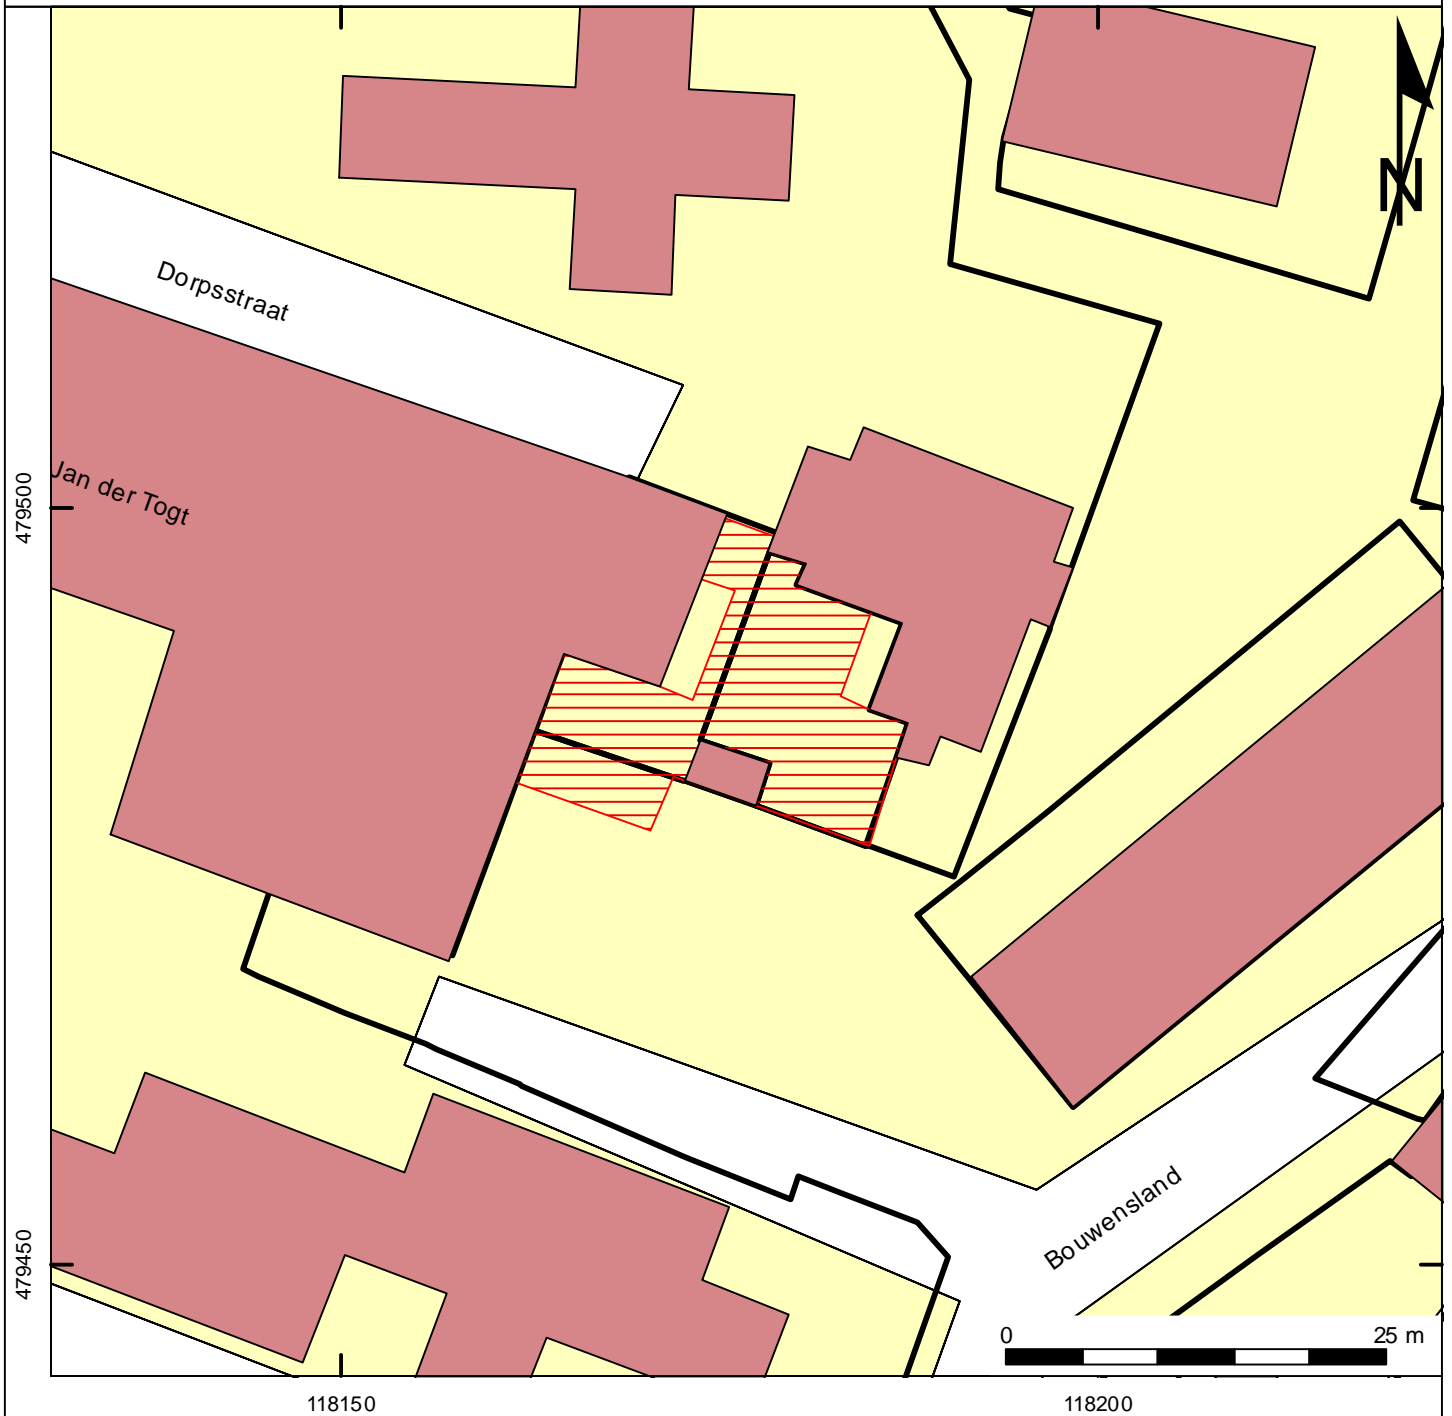 N
Dorpsstraat
Jan der Togt
479500
Bouwensland
479450
0 25 m
118150 118200